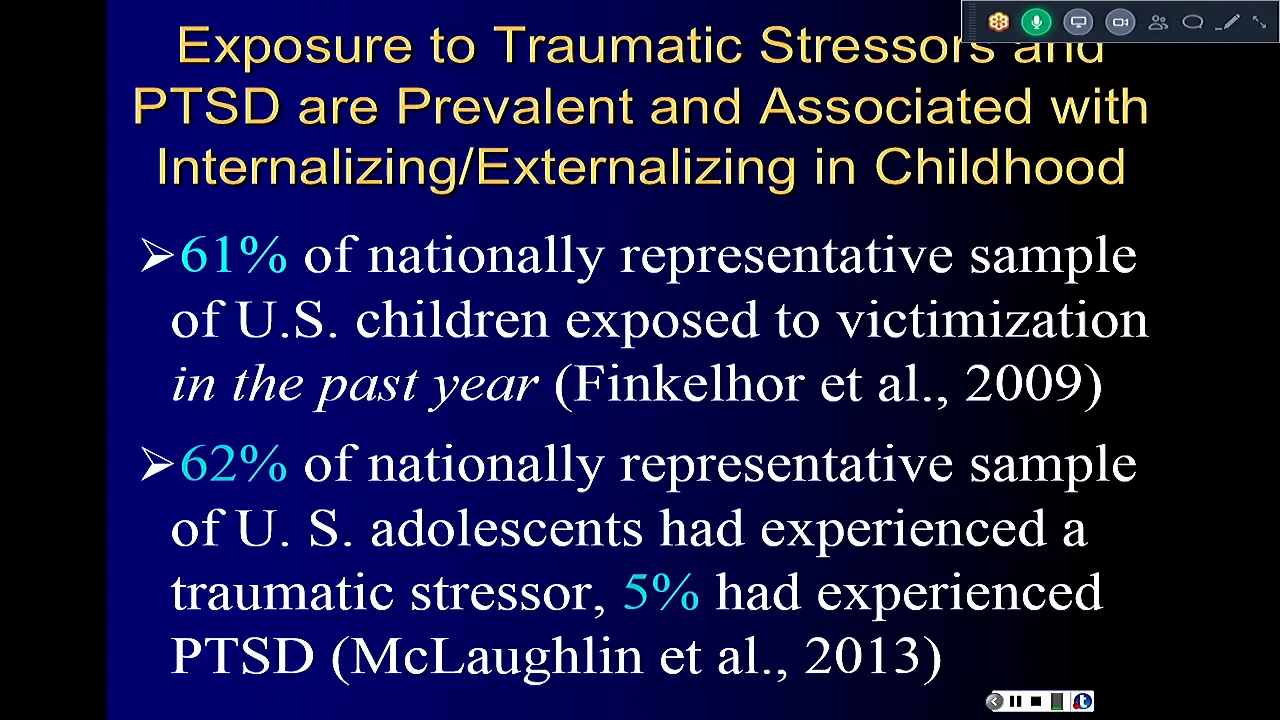 Exposure to Traumatic Stressors and
PTSD are Prevalent and Associated with
Internalizing/Externalizing in Childhood
➢61% of nationally representative sample
of U.S. children exposed to victimization
in the past year (Finkelhor et al., 2009)
➢62% of nationally representative sample
of U. S. adolescents had experienced a
traumatic stressor, 5% had experienced
PTSD (McLaughlin et al., 2013)